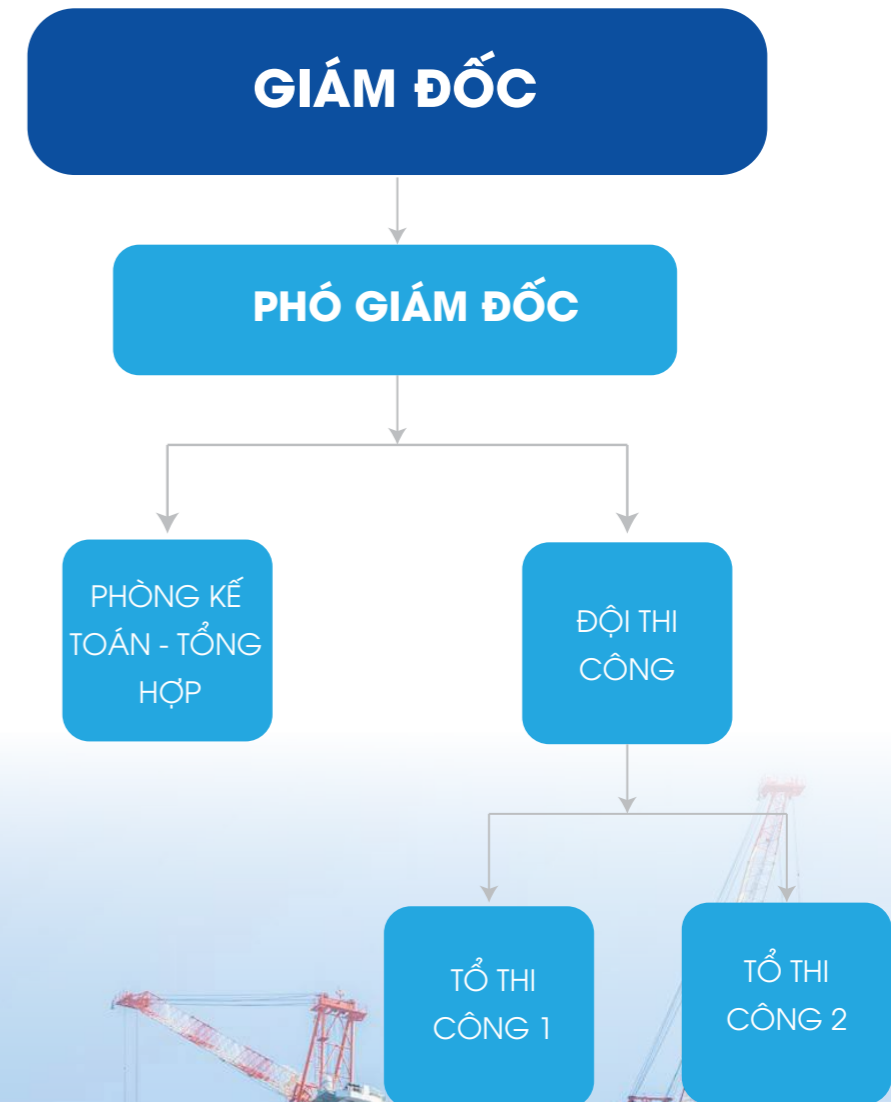 GIÁM ĐỐC
PHÓ GIÁM ĐỐC
PHÒNG KẾ
TOÁN - TỔNG
HỢP
ĐỘI THI
CÔNG
TỔ THI
CÔNG 1
TỔ THI
CÔNG 2